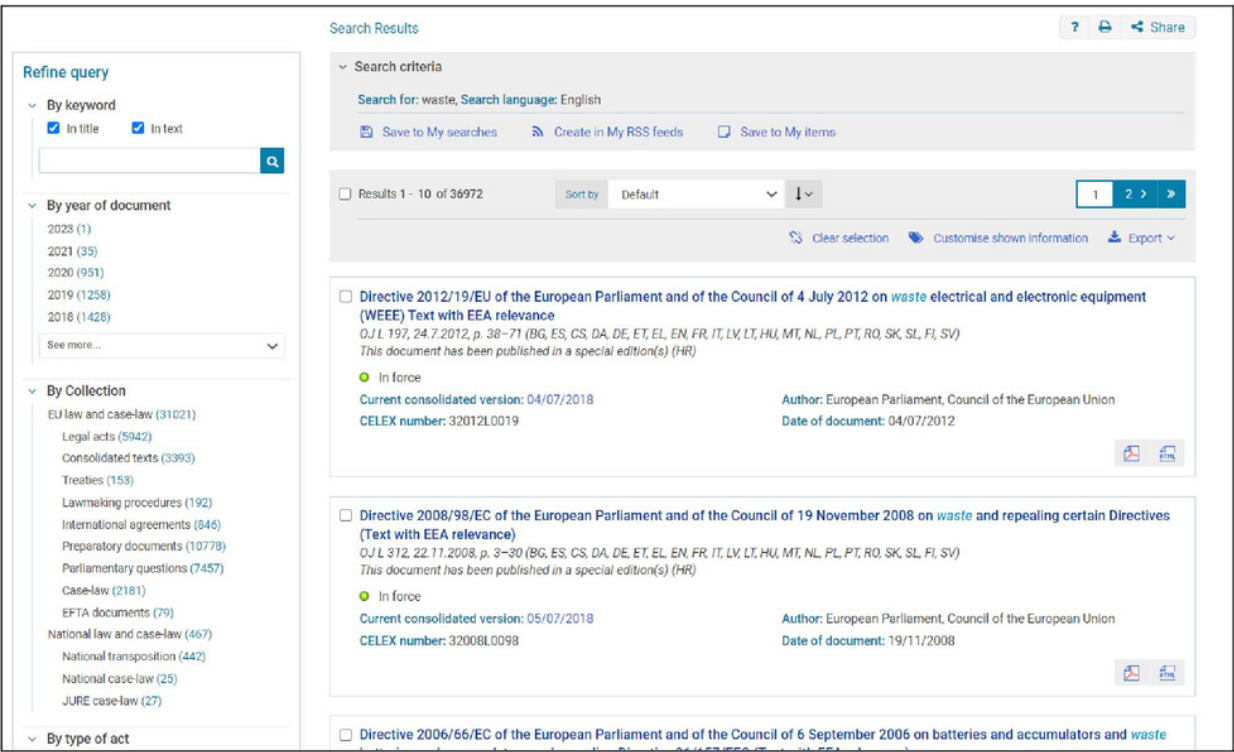 Search Results
? Share
Refine query
By keyword
In title In text
By year of document
2023 (1)
2021 (35)
2020 (951)
2019 (1258)
2018 (1428)
See more...
By Collection
EU law and case-law (31021)
Legal acts (5942)
Consolidated texts (3393)
Treaties (153)
Lawmaking procedures (192)
International agreements (846)
Preparatory documents (10778)
Parliamentary questions (7457)
Case-law (2181)
EFTA documents (79)
National law and case-law (467)
National transposition (442)
National case-law (25)
JURE case-law (27)
By type of act
Search criteria
Search for: waste, Search language: English
Save to My searches Create in My RSS feeds Save to My items
Results 1 - 10 of 36972 Sort by Default 1 2 > »
Clear selection Customise shown information Export
Directive 2012/19/EU of the European Parliament and of the Council of 4 July 2012 on waste electrical and electronic equipment
(WEEE) Text with EEA relevance
OJ L 197, 24.7.2012, p. 38–71 (BG, ES, CS, DA, DE, ET, EL, EN, FR, IT, LV, LT, HU, MT, NL, PL, PT, RO, SK, SL, FI, SV)
This document has been published in a special edition(s) (HR)
In force
Current consolidated version: 04/07/2018 Author: European Parliament, Council of the European Union
CELEX number: 32012L0019 Date of document: 04/07/2012
HTML
Directive 2008/98/EC of the European Parliament and of the Council of 19 November 2008 on waste and repealing certain Directives
(Text with EEA relevance)
OJ L 312, 22.11.2008, p. 3–30 (BG, ES, CS, DA, DE, ET, EL, EN, FR, IT, LV, LT, HU, MT, NL, PL, PT, RO, SK, SL, FI, SV)
This document has been published in a special edition(s) (HR)
In force
Current consolidated version: 05/07/2018 Author: European Parliament, Council of the European Union
CELEX number: 32008L0098 Date of document: 19/11/2008
HTML
Directive 2006/66/EC of the European Parliament and of the Council of 6 September 2006 on batteries and accumulators and waste